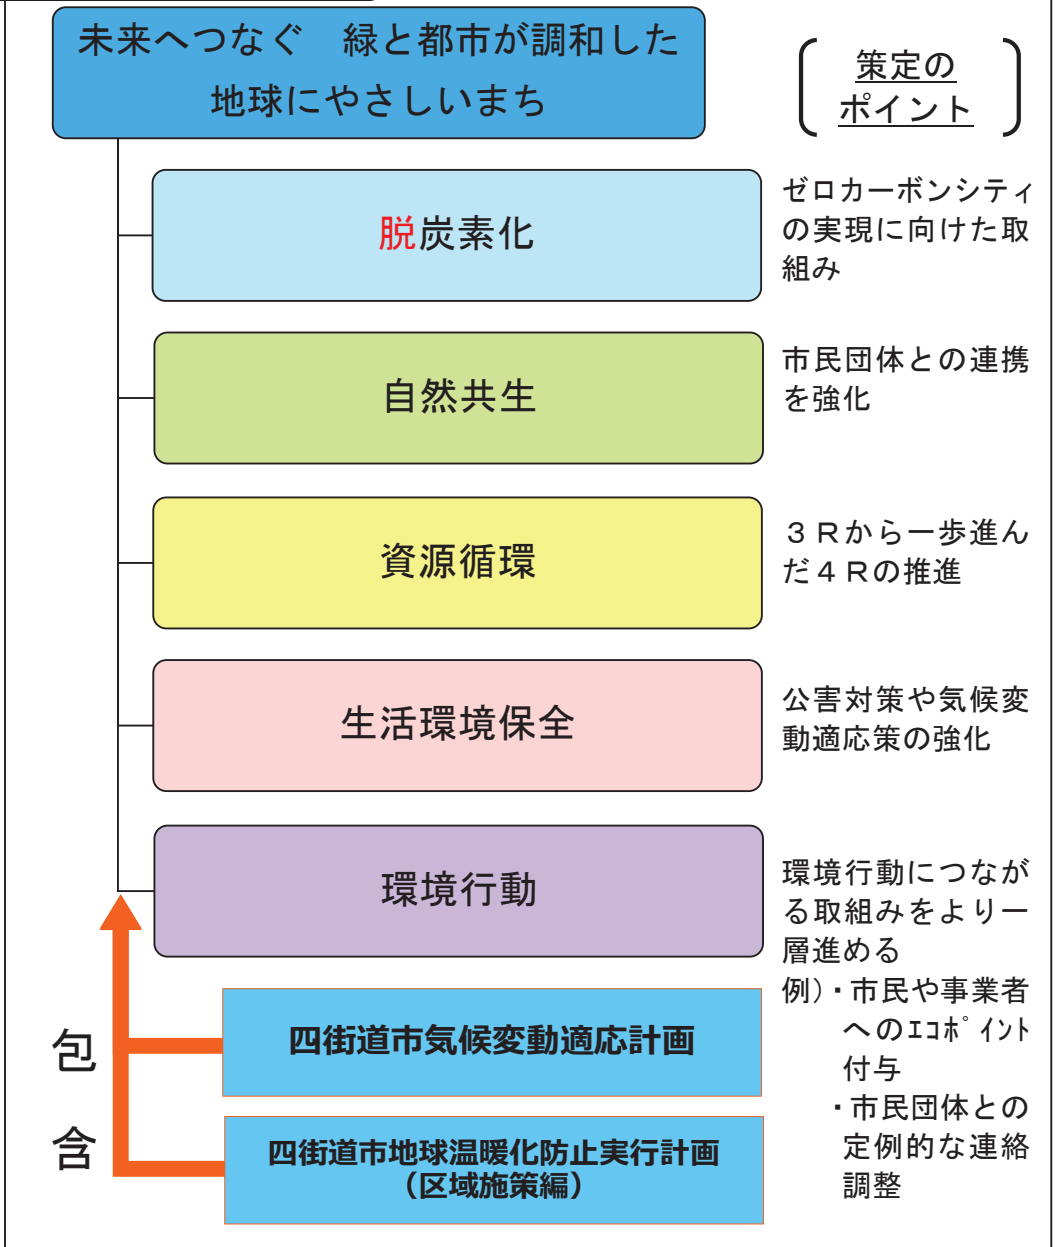 未来へつなぐ　緑と都市が調和した
地球にやさしいまち
策定の
ポイント
脱炭素化
ゼロカーボンシティ
の実現に向けた取
組み
自然共生
市民団体との連携
を強化
資源循環
３Ｒから一歩進ん
だ４Ｒの推進
生活環境保全
公害対策や気候変
動適応策の強化
環境行動
環境行動につなが
る取組みをより一
層進める
例）・市民や事業者
へのｴｺﾎﾟｲﾝﾄ
付与
・市民団体との
定例的な連絡
調整
包
含
四街道市気候変動適応計画
四街道市地球温暖化防止実行計画
（区域施策編）